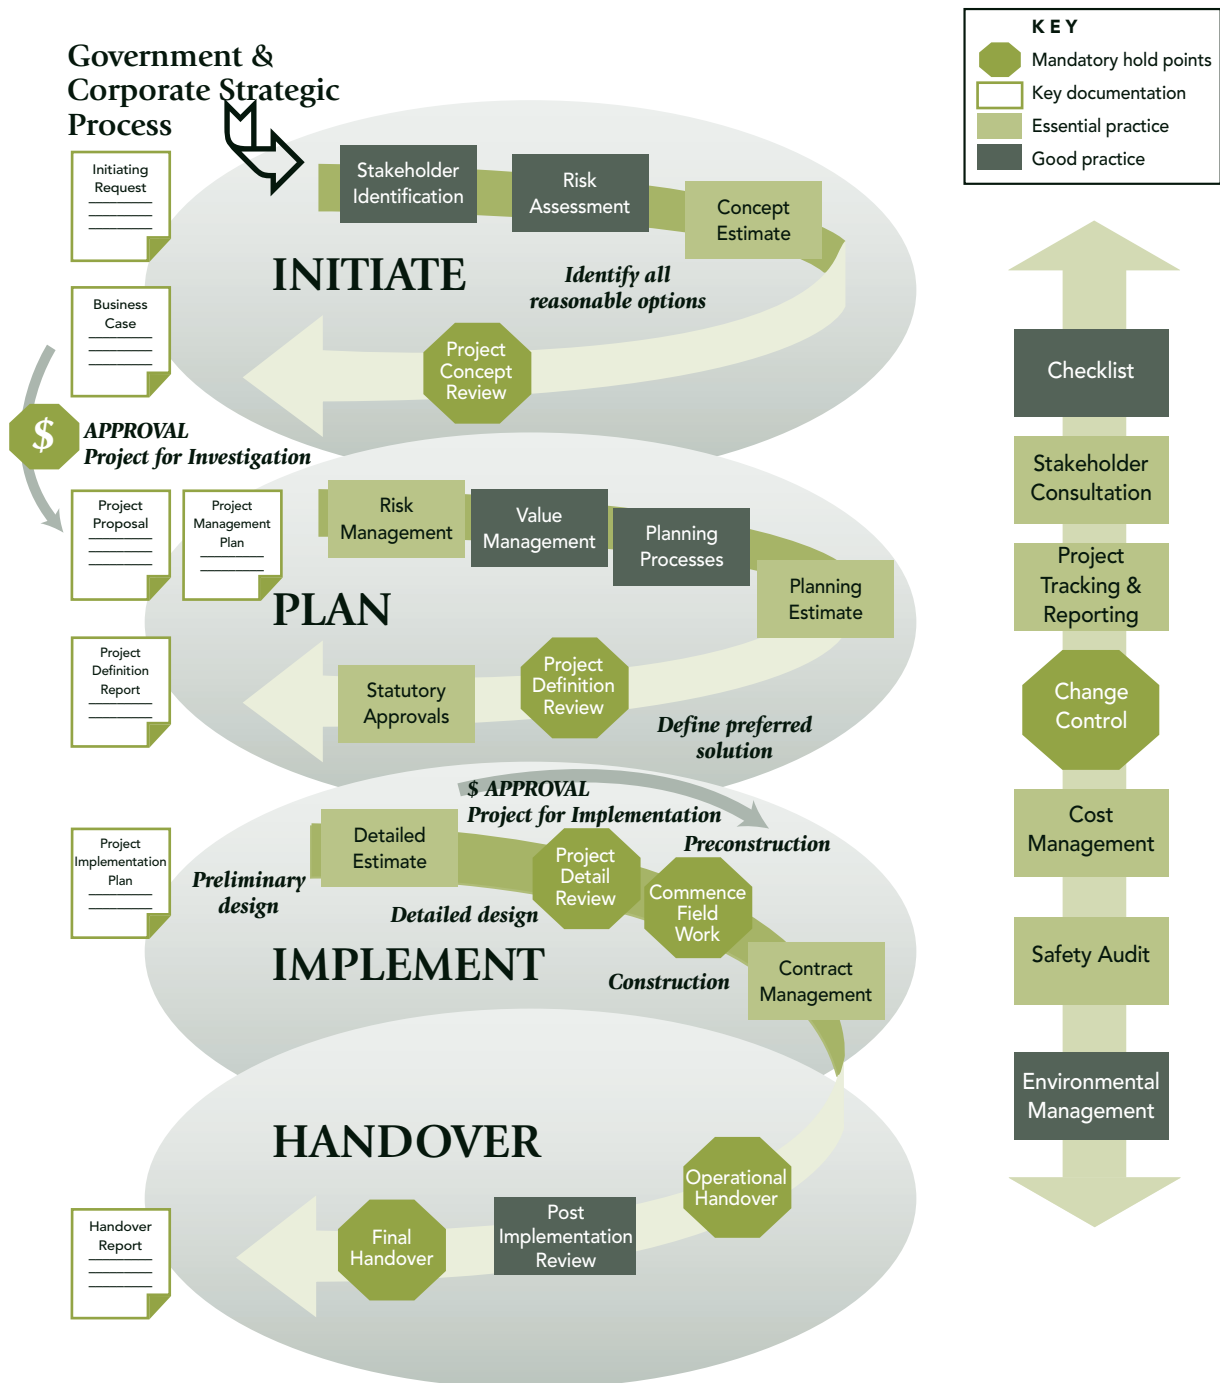 Government &
Corporate Strategic
Process
KEY
Mandatory hold points
Key documentation
Essential practice
Good practice
Initiating
Request
Stakeholder
Identification
Risk
Assessment
Concept
Estimate
INITIATE
Identify all
reasonable options
Business
Case
Project
Concept
Review
$
APPROVAL
Project for Investigation
Project
Proposal
Project
Management
Plan
Risk
Management
Value
Management
Planning
Processes
Planning
Estimate
PLAN
Project
Definition
Report
Statutory
Approvals
Project
Definition
Review
Define preferred
solution
$ APPROVAL
Project for Implementation
Preconstruction
Project
Implementation
Plan
Preliminary
design
Detailed
Estimate
Detailed design
Project
Detail
Review
Commence
Field
Work
IMPLEMENT
Construction
Contract
Management
HANDOVER
Operational
Handover
Handover
Report
Final
Handover
Post
Implementation
Review
Checklist
Stakeholder
Consultation
Project
Tracking &
Reporting
Change
Control
Cost
Management
Safety Audit
Environmental
Management